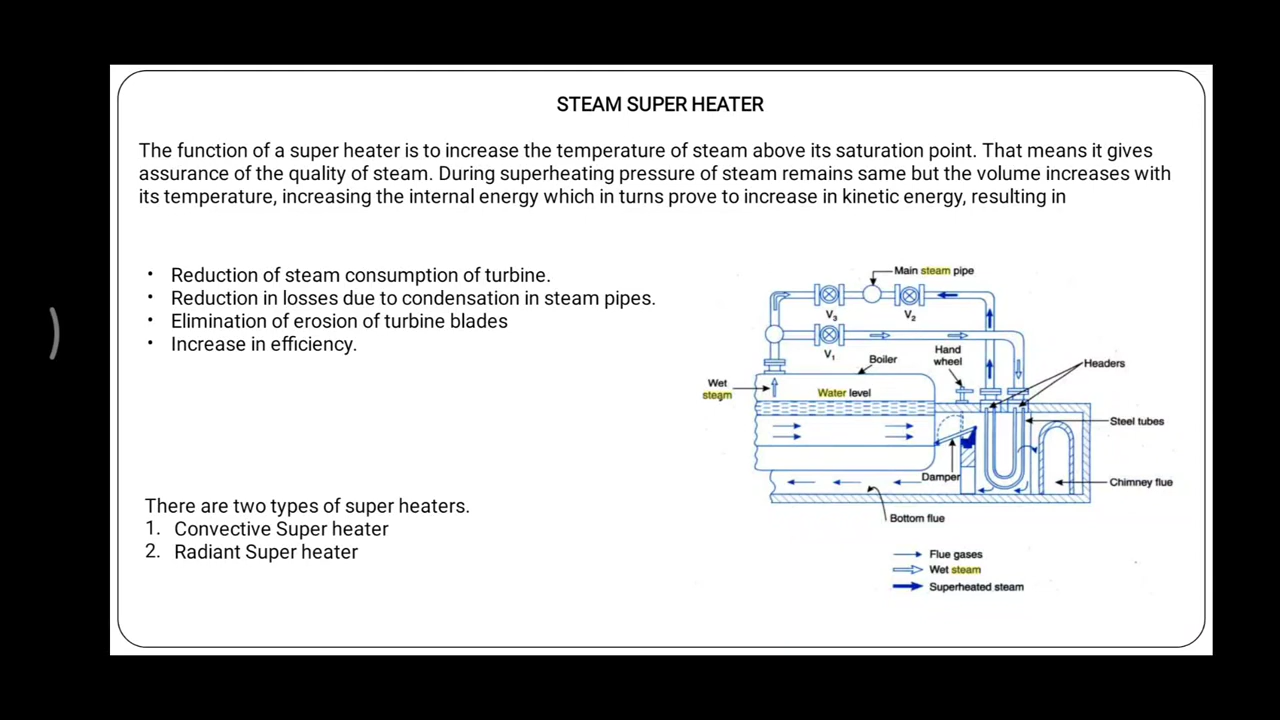 STEAM SUPER HEATER
The function of a super heater is to increase the temperature of steam above its saturation point. That means it gives
assurance of the quality of steam. During superheating pressure of steam remains same but the volume increases with
its temperature, increasing the internal energy which in turns prove to increase in kinetic energy, resulting in
• Reduction of steam consumption of turbine.
• Reduction in losses due to condensation in steam pipes.
• Elimination of erosion of turbine blades
• Increase in efficiency.
There are two types of super heaters.
1. Convective Super heater
2. Radiant Super heater
Main steam pipe
V3
V2
V1
Boiler
Hand
wheel
Headers
Wet
steam
Water level
Steel tubes
Damper
Chimney flue
Bottom flue
Flue gases
Wet steam
Superheated steam